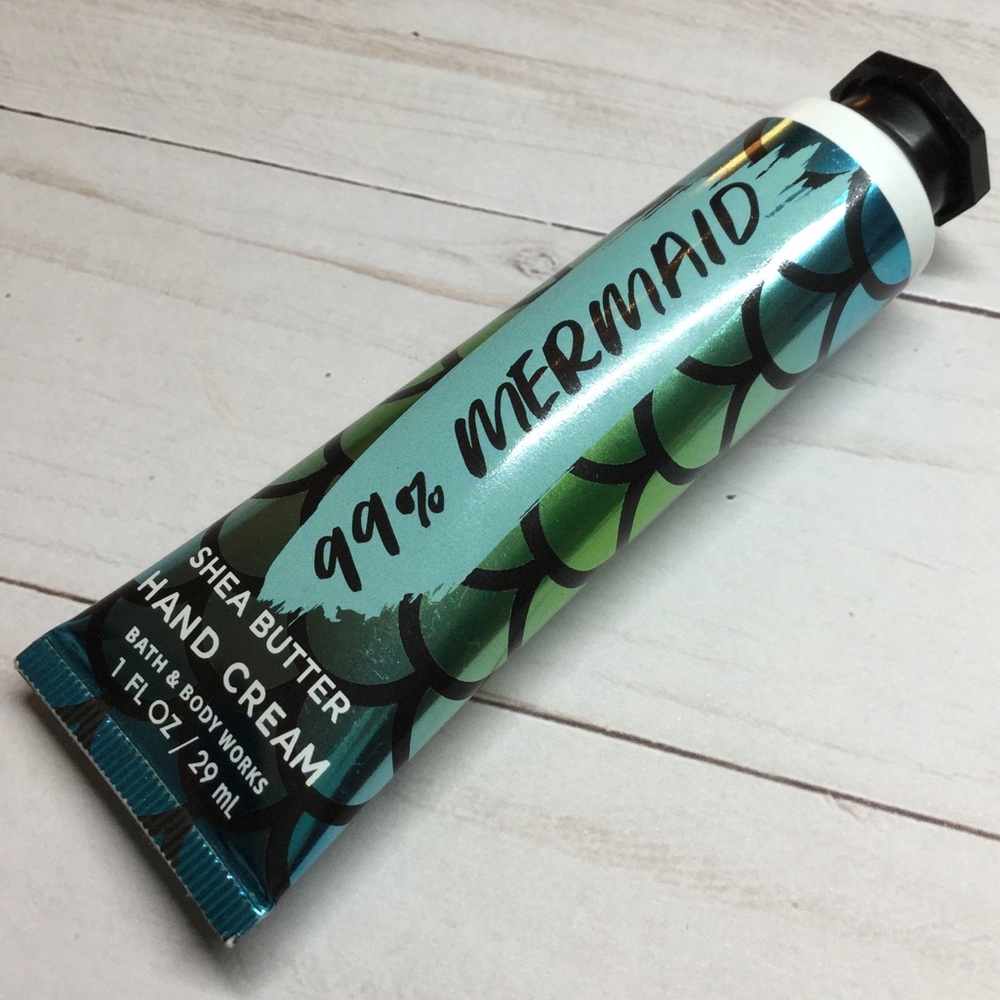 99% MERMAID
SHEA BUTTER
HAND CREAM
BATH & BODY WORKS
1 FL OZ / 29 mL